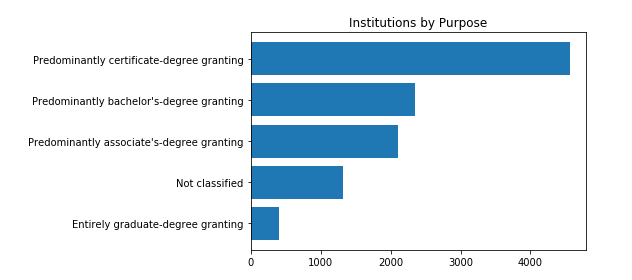 Institutions by Purpose
Predominantly certificate-degree granting
Predominantly bachelor's-degree granting
Predominantly associate's-degree granting
Not classified
Entirely graduate-degree granting
0 1000 2000 3000 4000